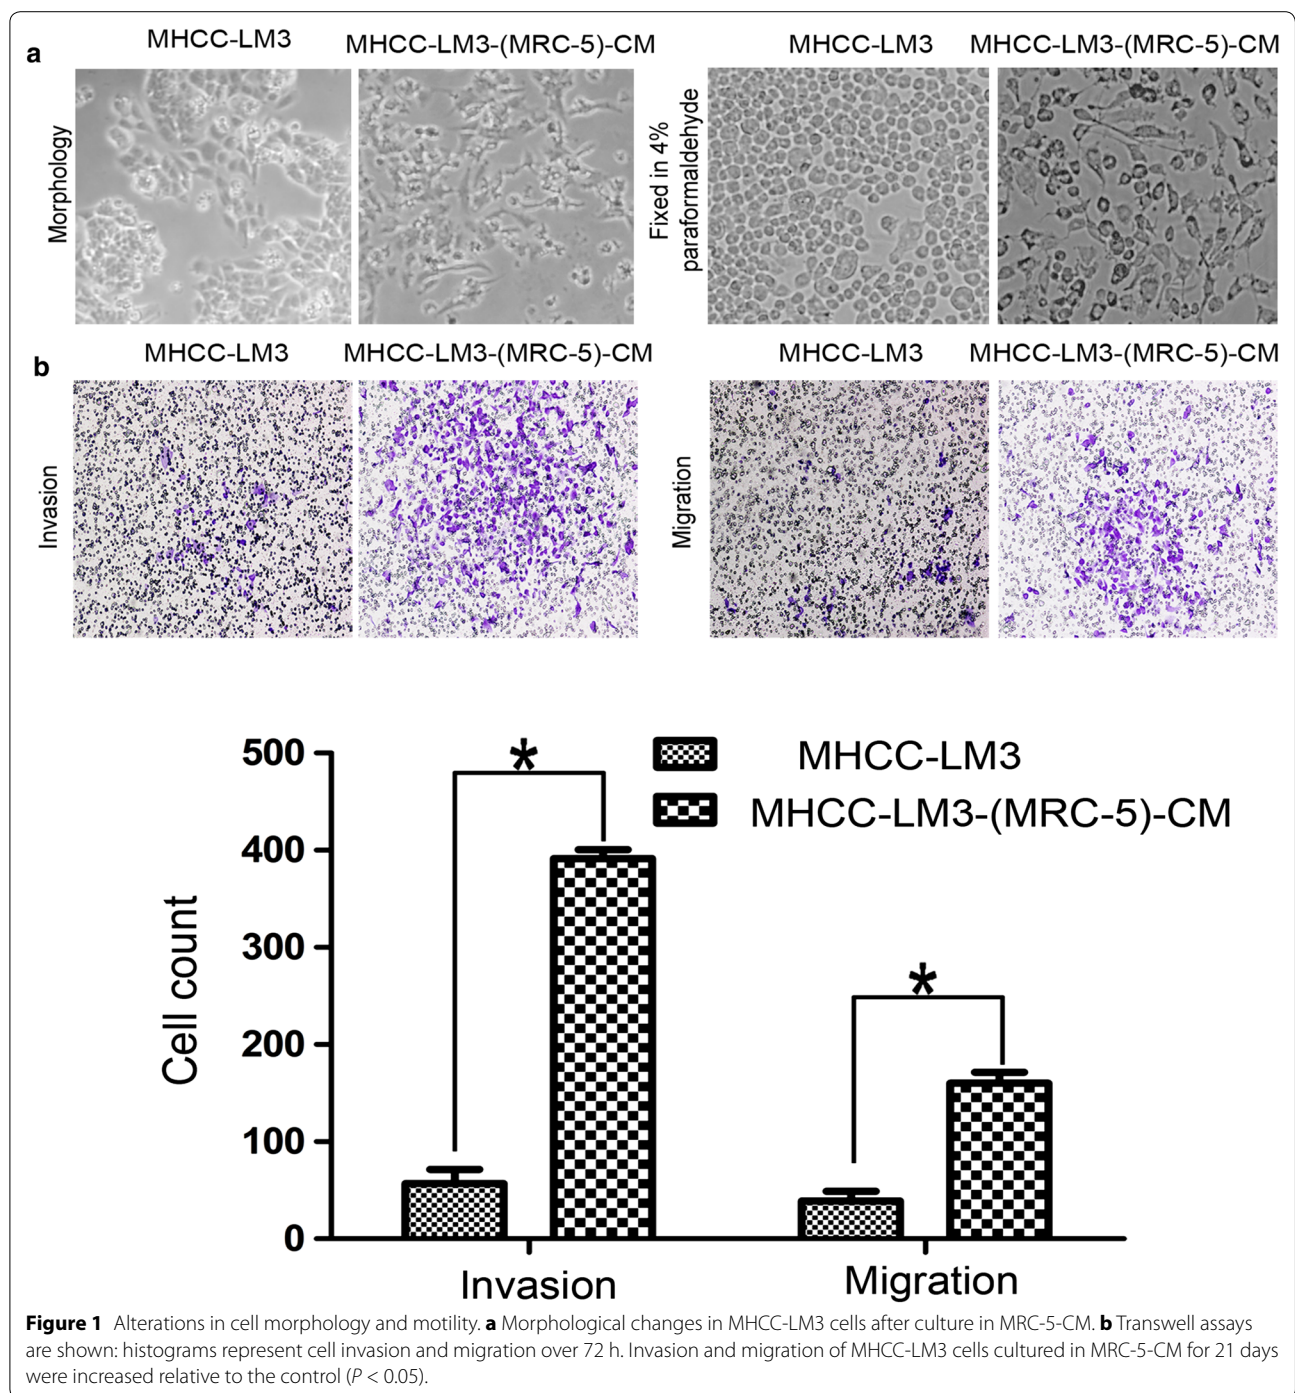 a
MHCC-LM3
MHCC-LM3-(MRC-5)-CM
MHCC-LM3
MHCC-LM3-(MRC-5)-CM
Morphology
Fixed in 4%
paraformaldehyde
b
MHCC-LM3
MHCC-LM3-(MRC-5)-CM
MHCC-LM3
MHCC-LM3-(MRC-5)-CM
Invasion
Migration
500
400
300
200
100
0
Cell count
*
*
MHCC-LM3
MHCC-LM3-(MRC-5)-CM
Invasion
Migration
Figure 1 Alterations in cell morphology and motility. a Morphological changes in MHCC-LM3 cells after culture in MRC-5-CM. b Transwell assays
are shown: histograms represent cell invasion and migration over 72 h. Invasion and migration of MHCC-LM3 cells cultured in MRC-5-CM for 21 days
were increased relative to the control (P < 0.05).